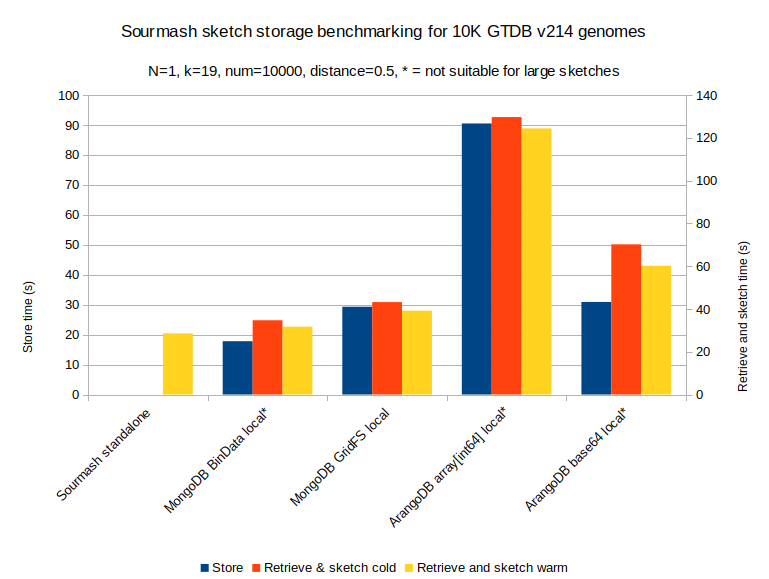 Sourmash sketch storage benchmarking for 10K GTDB v214 genomes
N=1, k=19, num=10000, distance=0.5, * = not suitable for large sketches
100
90
80
70
60
50
40
30
20
10
0
Store time (s)
140
120
100
80
60
40
20
0
Retrieve and sketch time (s)
Sourmash standalone
MongoDB BinData local*
MongoDB GridFS local
ArangoDB array[int64] local*
ArangoDB base64 local*
Store
Retrieve & sketch cold
Retrieve and sketch warm